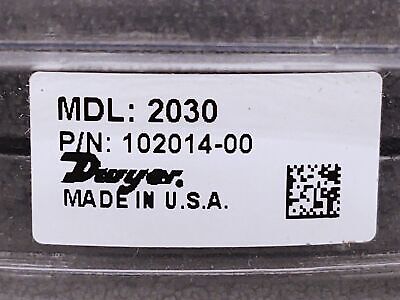 MDL: 2030
P/N: 102014-00
Dwyer
MADE IN U.S.A.